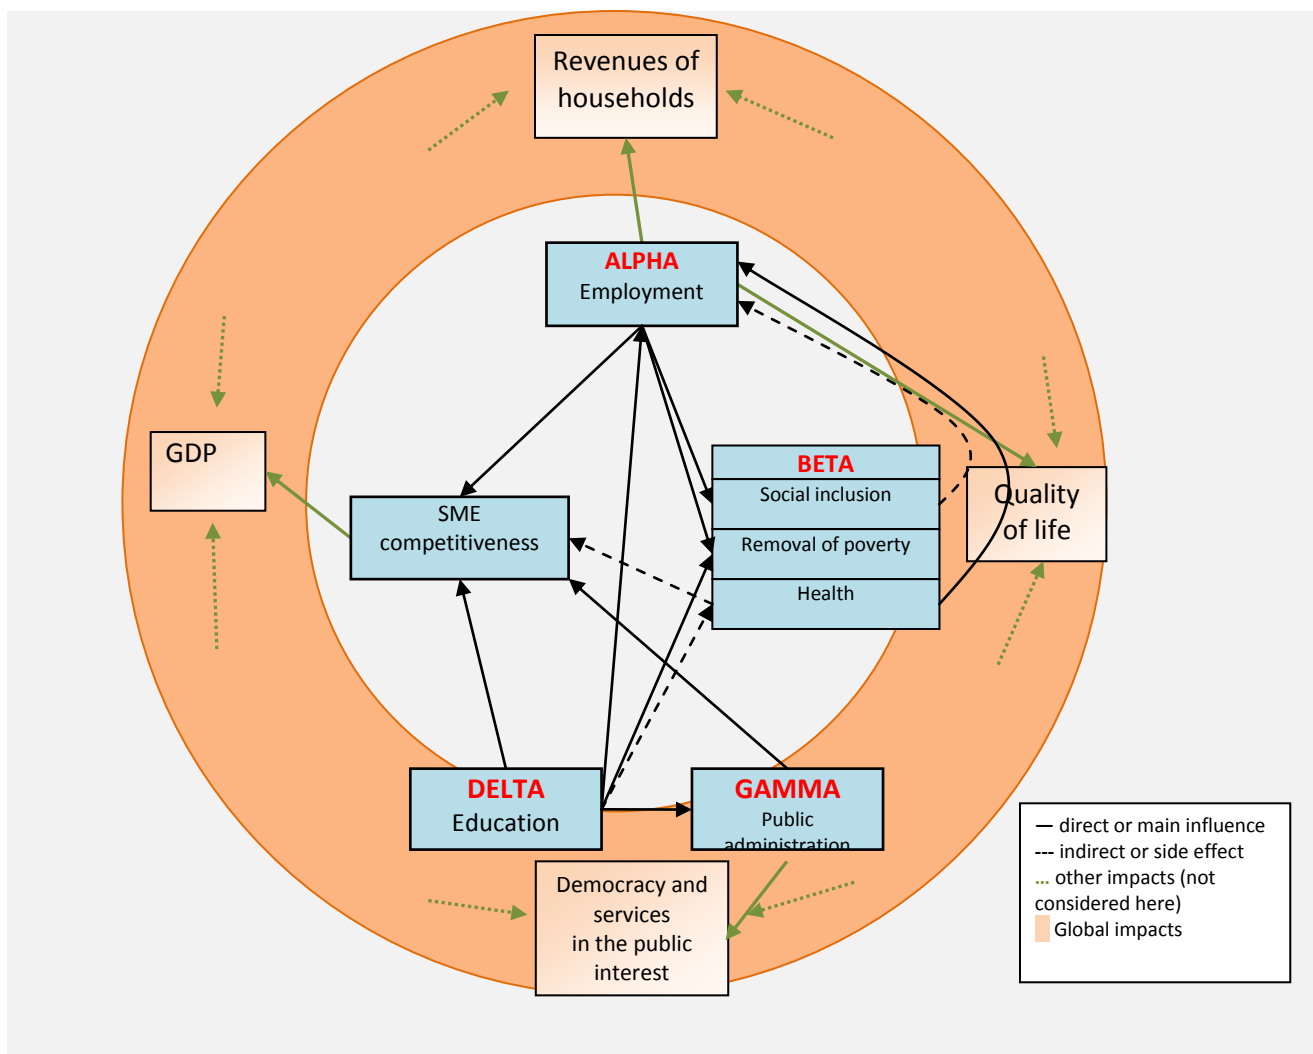 Revenues of
households
ALPHA
Employment
GDP
BETA
Social inclusion
Removal of poverty
Health
SME
competitiveness
Quality
of life
DELTA
Education
GAMMA
Public
administration
Democracy and
services
in the public
interest
— direct or main influence
--- indirect or side effect
... other impacts (not
considered here)
Global impacts